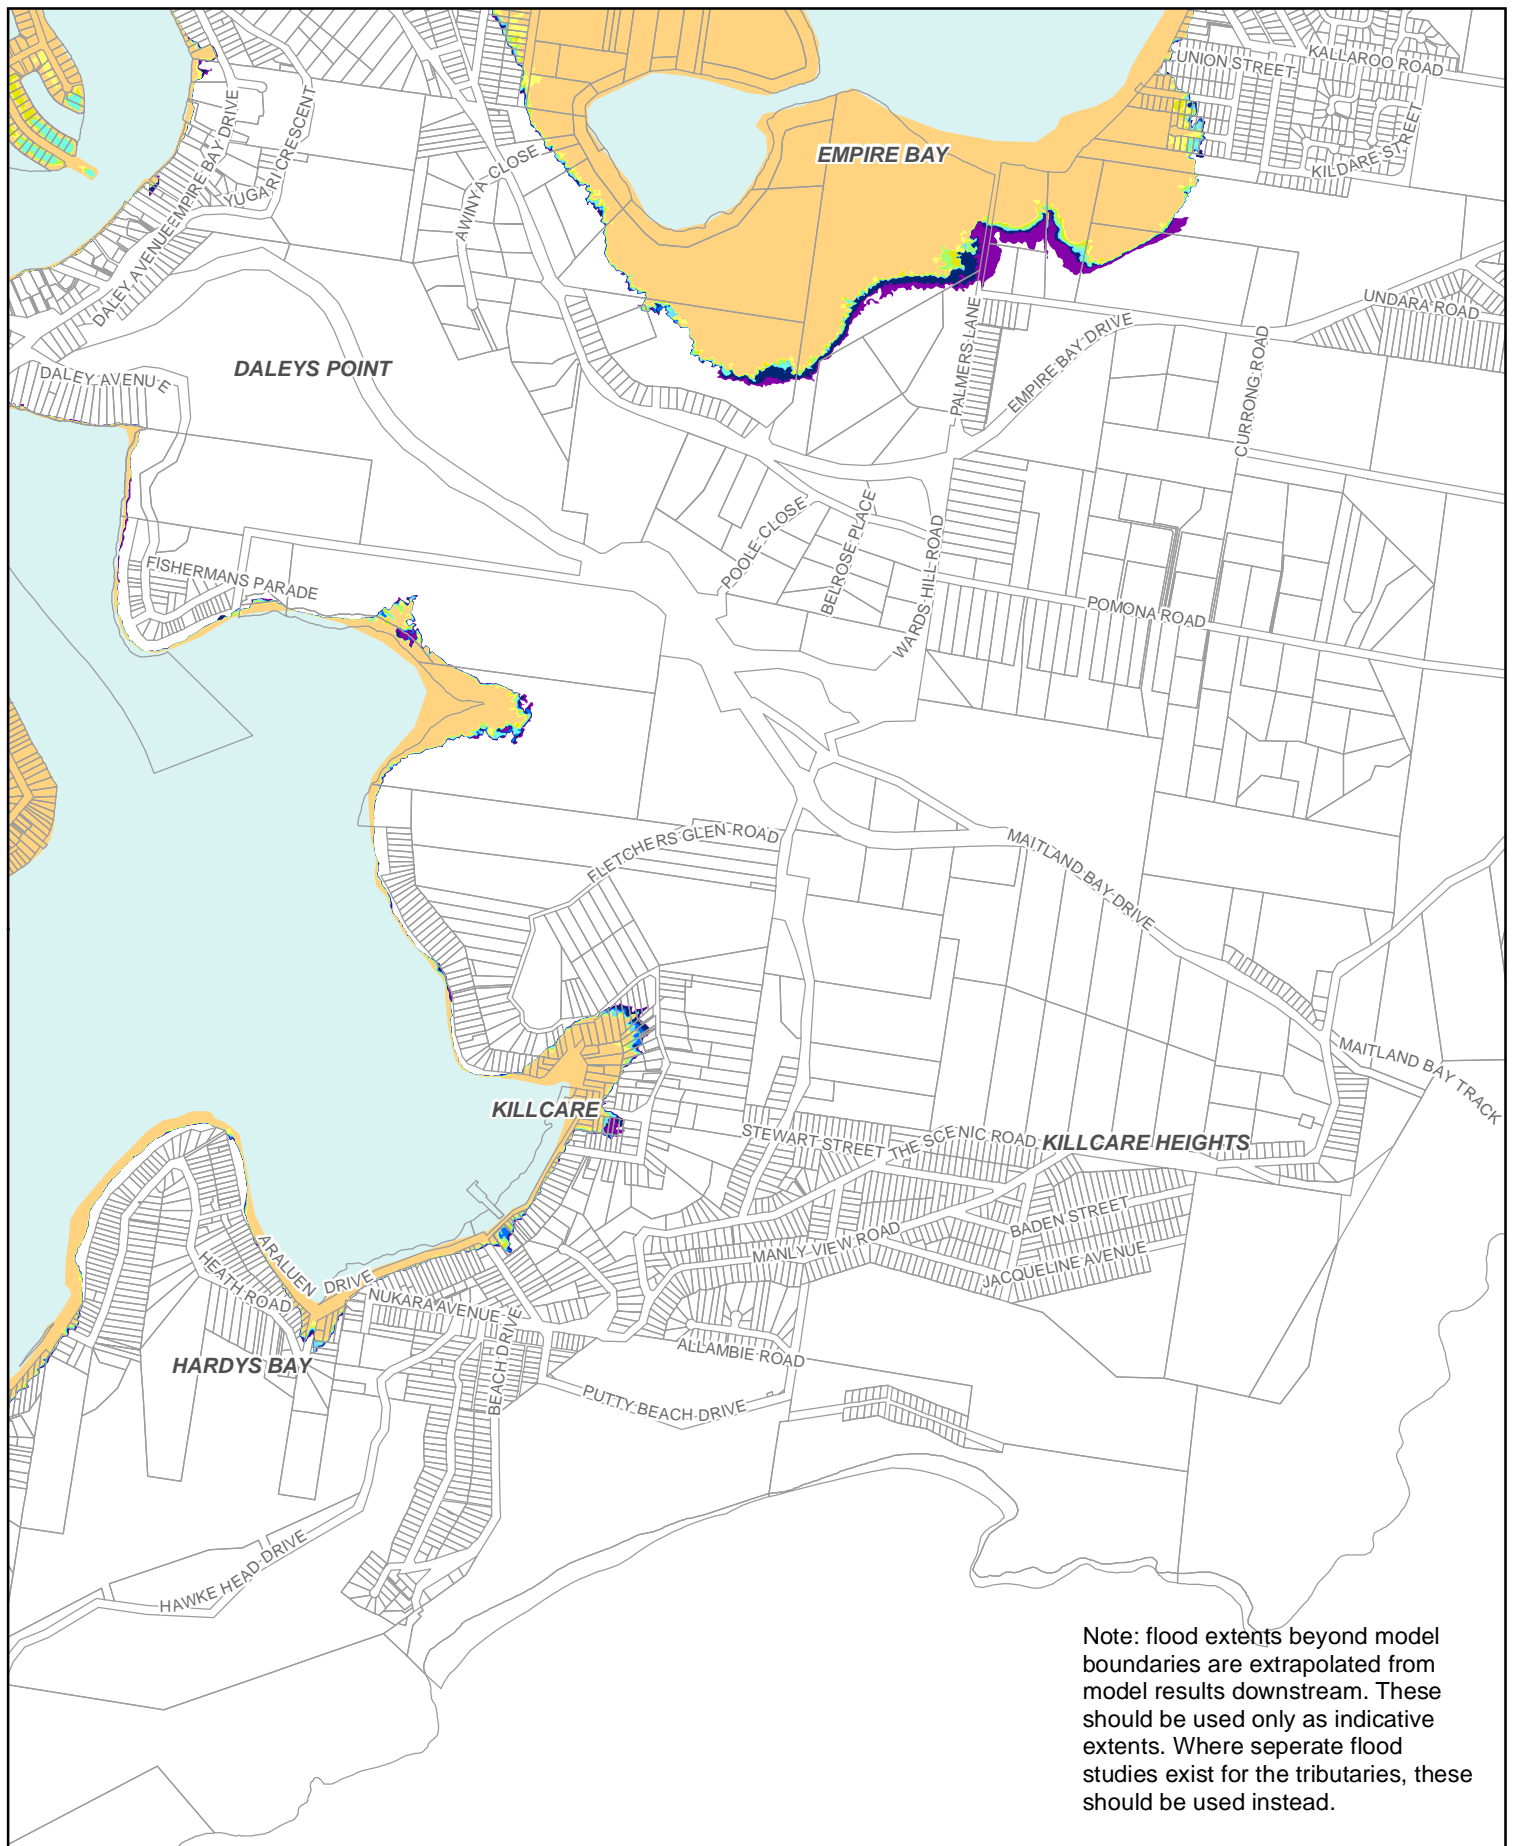 KALLAROO ROAD
UNION STREET
KILDARE STREET
EMPIRE BAY
EMPIRE BAY DRIVE
YUGARI CRESCENT
AWINYA CLOSE
DALEY AVENUE
UNDARA ROAD
PALMERS LANE
EMPIRE BAY DRIVE
CURRONG ROAD
DALEYS POINT
DALEY AVENUE
POOLE CLOSE
BELROSE PLACE
WARDS HILL ROAD
FISHERMANS PARADE
POMONA ROAD
FLETCHERS GLEN ROAD
MAITLAND BAY DRIVE
MAITLAND BAY TRACK
KILLCARE
STEWART STREET
THE SCENIC ROAD
KILLCARE HEIGHTS
BADEN STREET
MANLY VIEW ROAD
JACQUELINE AVENUE
ARALUEN DRIVE
HEATH ROAD
NUKARA AVENUE
BEACH DRIVE
ALLAMBIE ROAD
HARDYS BAY
PUTTY BEACH DRIVE
HAWKE HEAD DRIVE
Note: flood extents beyond model
boundaries are extrapolated from
model results downstream. These
should be used only as indicative
extents. Where seperate flood
studies exist for the tributaries, these
should be used instead.